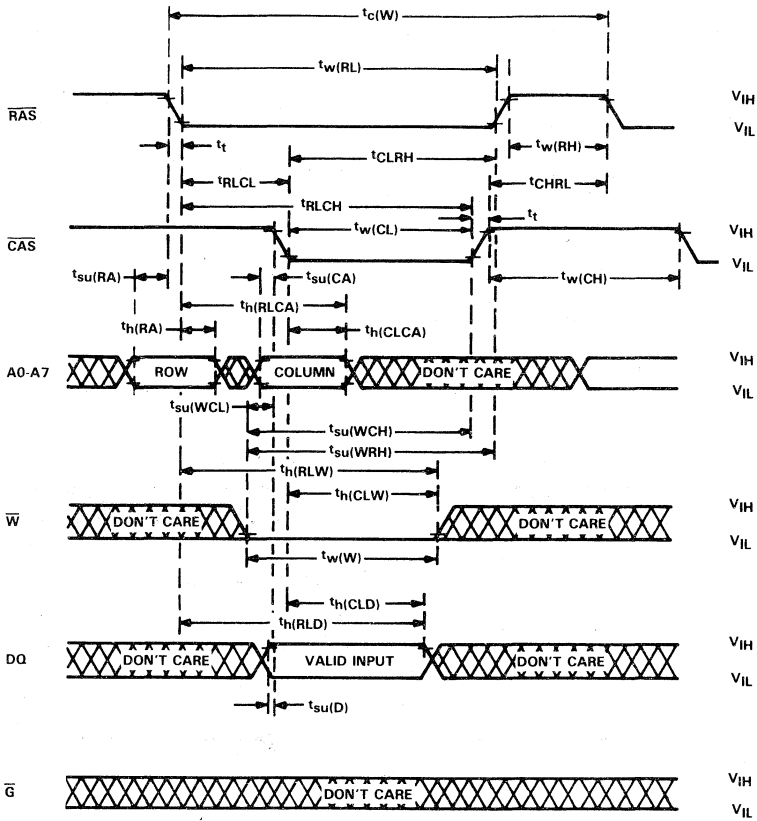 tc(W)
tw(RL)
RAS
VIH
VIL
tt
tw(RH)
tCLRH
tRLCL
tCHRL
tRLCH
tt
tw(CL)
CAS
VIH
VIL
tsu(RA)
tsu(CA)
tw(CH)
th(RLCA)
th(RA)
th(CLCA)
A0-A7
ROW
COLUMN
DON'T CARE
VIH
VIL
tsu(WCL)
tsu(WCH)
tsu(WRH)
th(RLW)
th(CLW)
W
DON'T CARE
DON'T CARE
VIH
VIL
tw(W)
th(CLD)
th(RLD)
DQ
DON'T CARE
VALID INPUT
DON'T CARE
VIH
VIL
tsu(D)
G
DON'T CARE
VIH
VIL